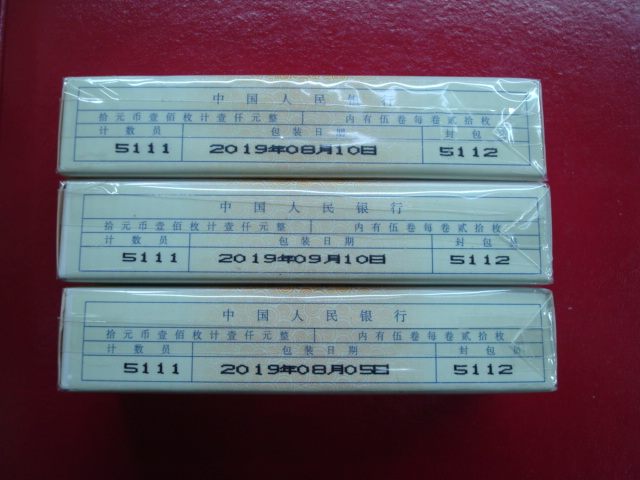 中国人民银行
拾元币壹佰枚计壹仟元整 内有伍卷每卷贰拾枚
计数员 包装日期 封包员
5111 2019年08月10日 5112
中国人民银行
拾元币壹佰枚计壹仟元整 内有伍卷每卷贰拾枚
计数员 包装日期 封包
5111 2019年09月10日 5112
中国人民银行
拾元币壹佰枚计壹仟元整 内有伍卷每卷贰拾枚
计数员 包装日期 封包
5111 2019年08月05日 5112